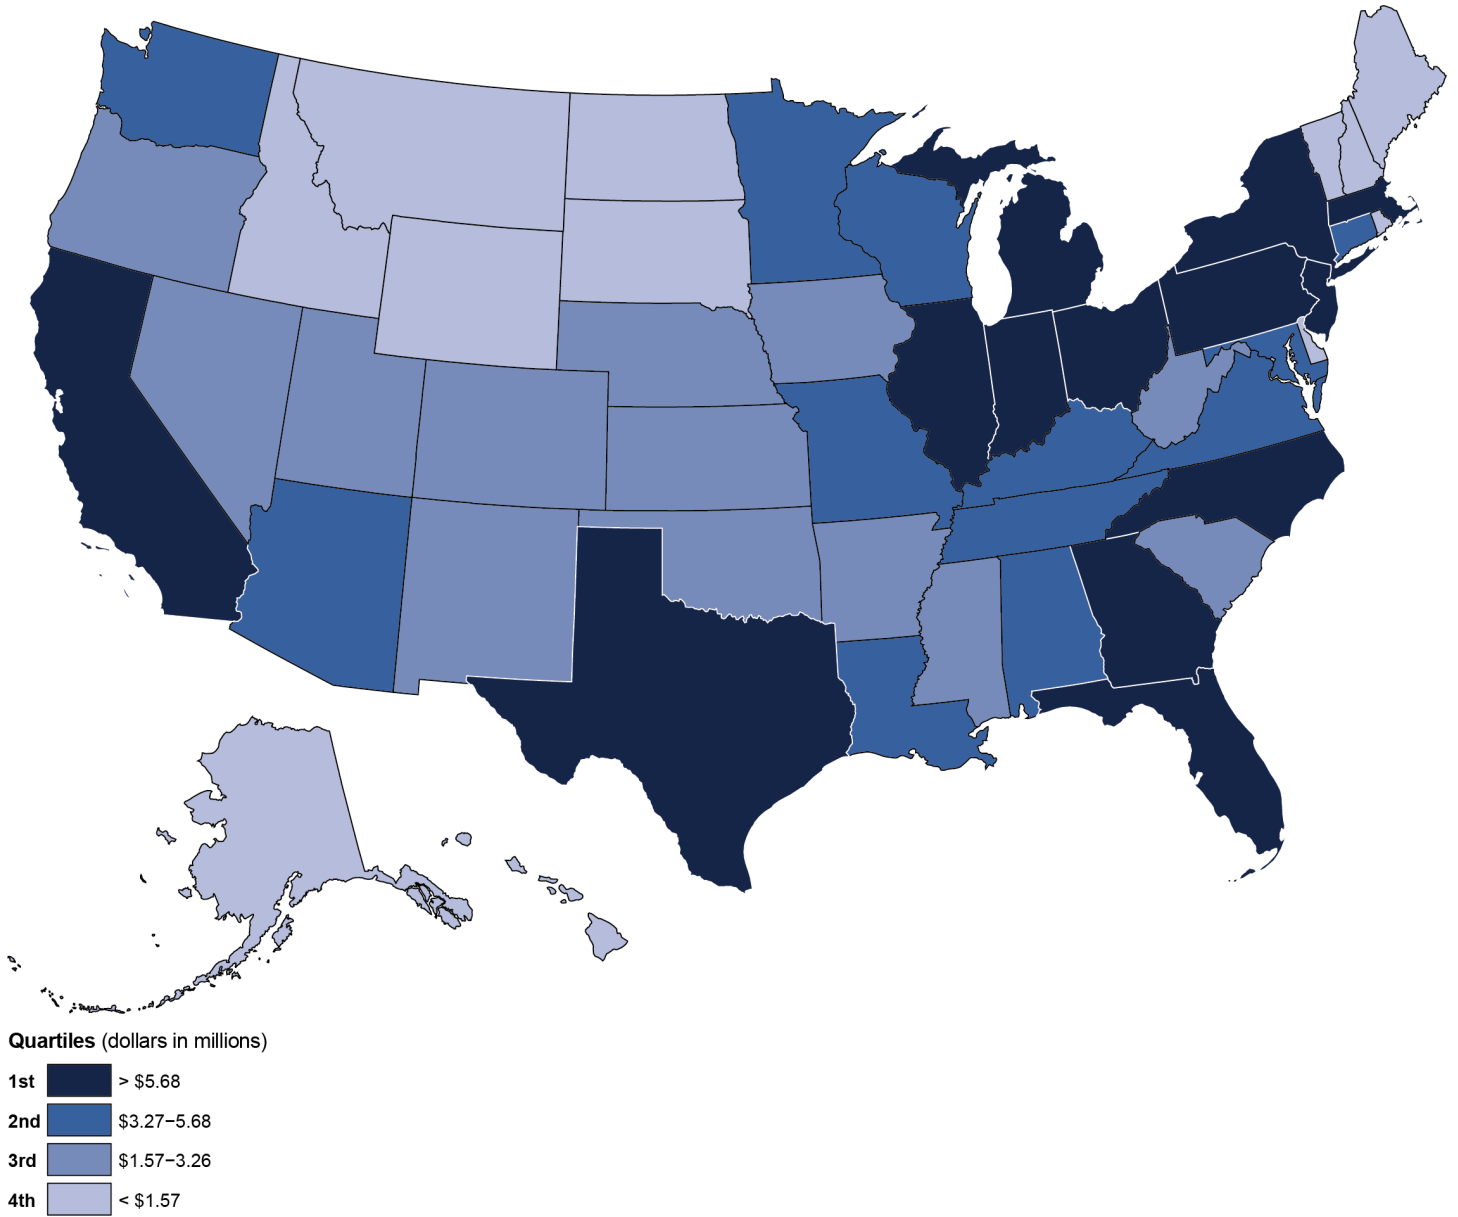 Quartiles (dollars in millions)
1st > $5.68
2nd $3.27−5.68
3rd $1.57−3.26
4th < $1.57